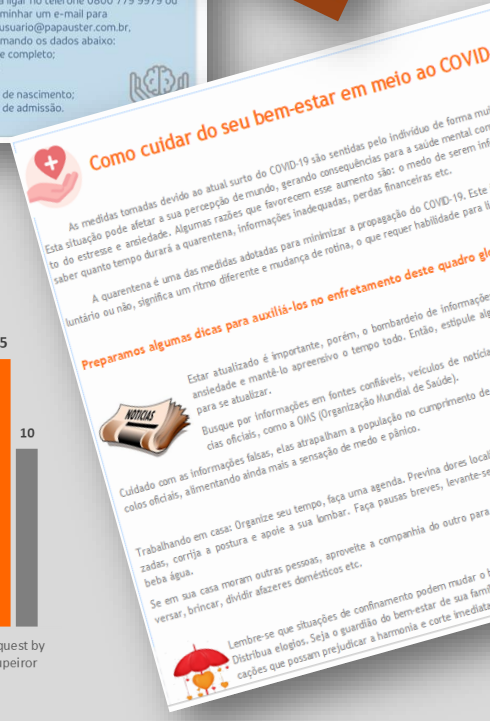 ligar no telefone 0800 779 9979 ou
minhar um e-mail para
usuario@papauster.com.br,
mando os dados abaixo:
e completo;
de nascimento;
de admissão.
Como cuidar do seu bem-estar em meio ao COVID
As medidas tomadas devido ao atual surto do COVID-19 são sentidas pelo indivíduo de forma mui
Esta situação pode afetar a sua percepção de mundo, gerando consequências para a saúde mental com
to do estresse e ansiedade. Algumas razões que favorecem esse aumento são: o medo de serem inf
saber quanto tempo durará a quarentena, informações inadequadas, perdas financeiras etc.
A quarentena é uma das medidas adotadas para minimizar a propagação do COVID-19. Este
luntário ou não, significa um ritmo diferente e mudança de rotina, o que requer habilidade para li
Preparamos algumas dicas para auxiliá-los no enfretamento deste quadro glo
Estar atualizado é importante, porém, o bombardeio de informações
ansiedade e mantê-lo apreensivo o tempo todo. Então, estipule alg
para se atualizar.
NOTICIAS
Busque por informações em fontes confiáveis, veículos de notícia
cias oficiais, como a OMS (Organização Mundial de Saúde).
Cuidado com as informações falsas, elas atrapalham a população no cumprimento de
colos oficiais, alimentando ainda mais a sensação de medo e pânico.
Trabalhando em casa: Organize seu tempo, faça uma agenda. Previna dores locali
zadas, corrija a postura e apoie a sua lombar. Faça pausas breves, levante-se
beba água.
Se em sua casa moram outras pessoas, aproveite a companhia do outro para
versar, brincar, dividir afazeres domésticos etc.
Lembre-se que situações de confinamento podem mudar o h
Distribua elogios. Seja o guardião do bem-estar de sua famí
cações que possam prejudicar a harmonia e corte imediata
5
10
quest by
upeiror